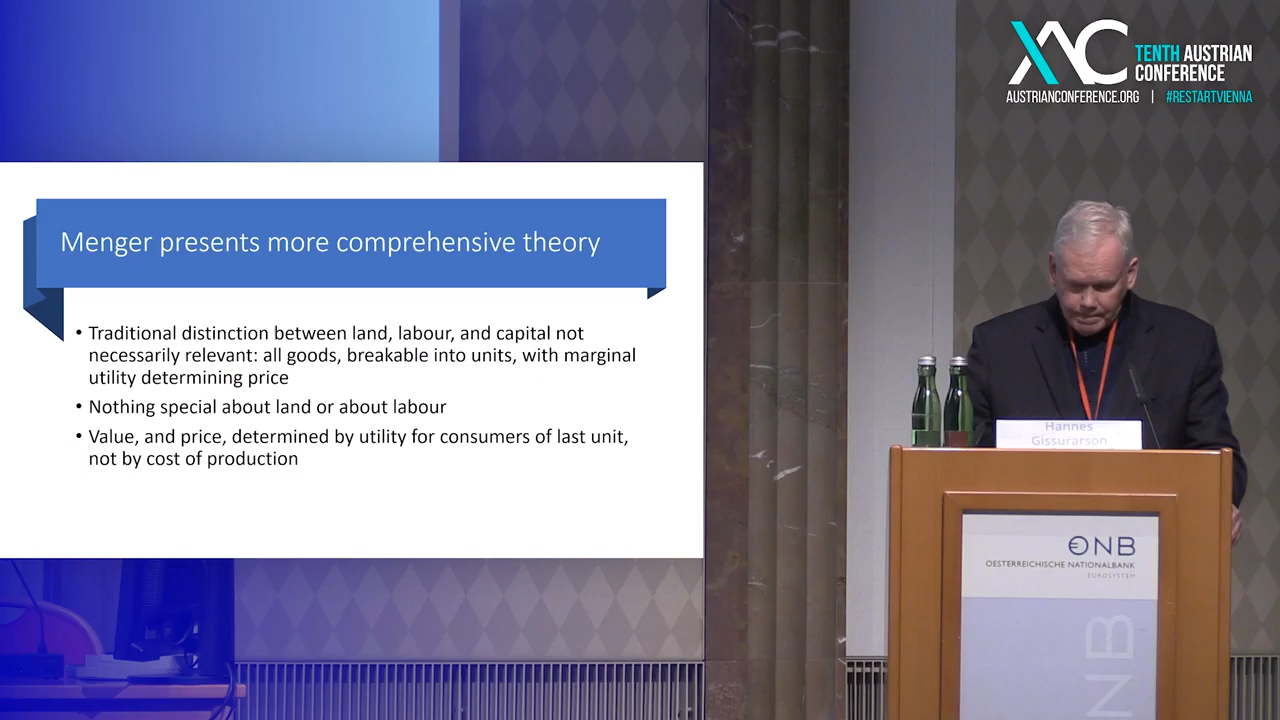 Menger presents more comprehensive theory
• Traditional distinction between land, labour, and capital not
necessarily relevant: all goods, breakable into units, with marginal
utility determining price
• Nothing special about land or about labour
• Value, and price, determined by utility for consumers of last unit,
not by cost of production
XAC
TENTH AUSTRIAN
CONFERENCE
AUSTRIANCONFERENCE.ORG | #RESTARTVIENNA
Hannes
Gissurarson
€NB
OESTERREICHISCHE NATIONALBANK
EUROSYSTEM
NB